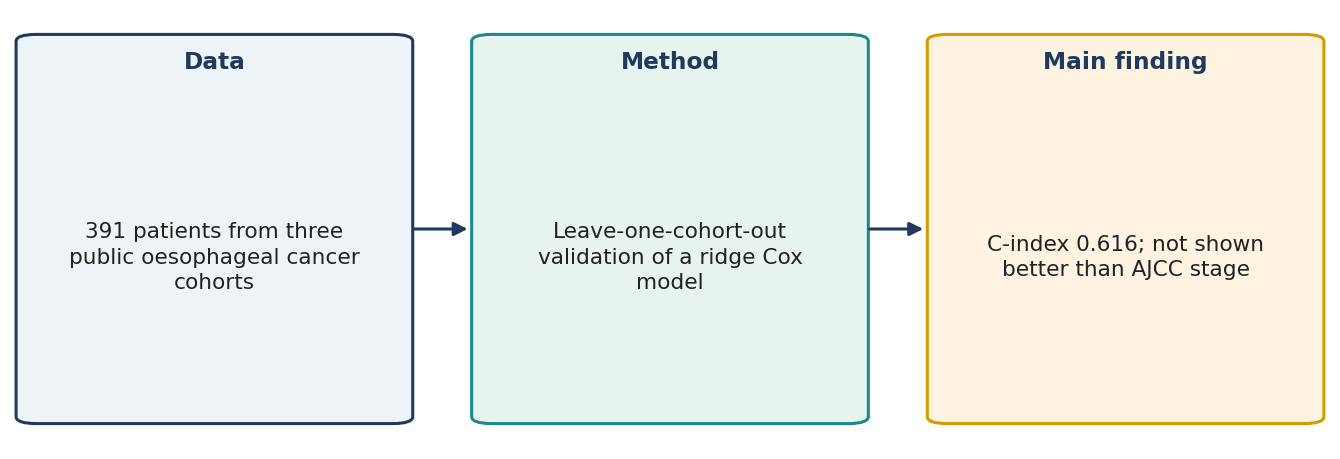 Data
391 patients from three
public oesophageal cancer
cohorts
Method
Leave-one-cohort-out
validation of a ridge Cox
model
Main finding
C-index 0.616; not shown
better than AJCC stage